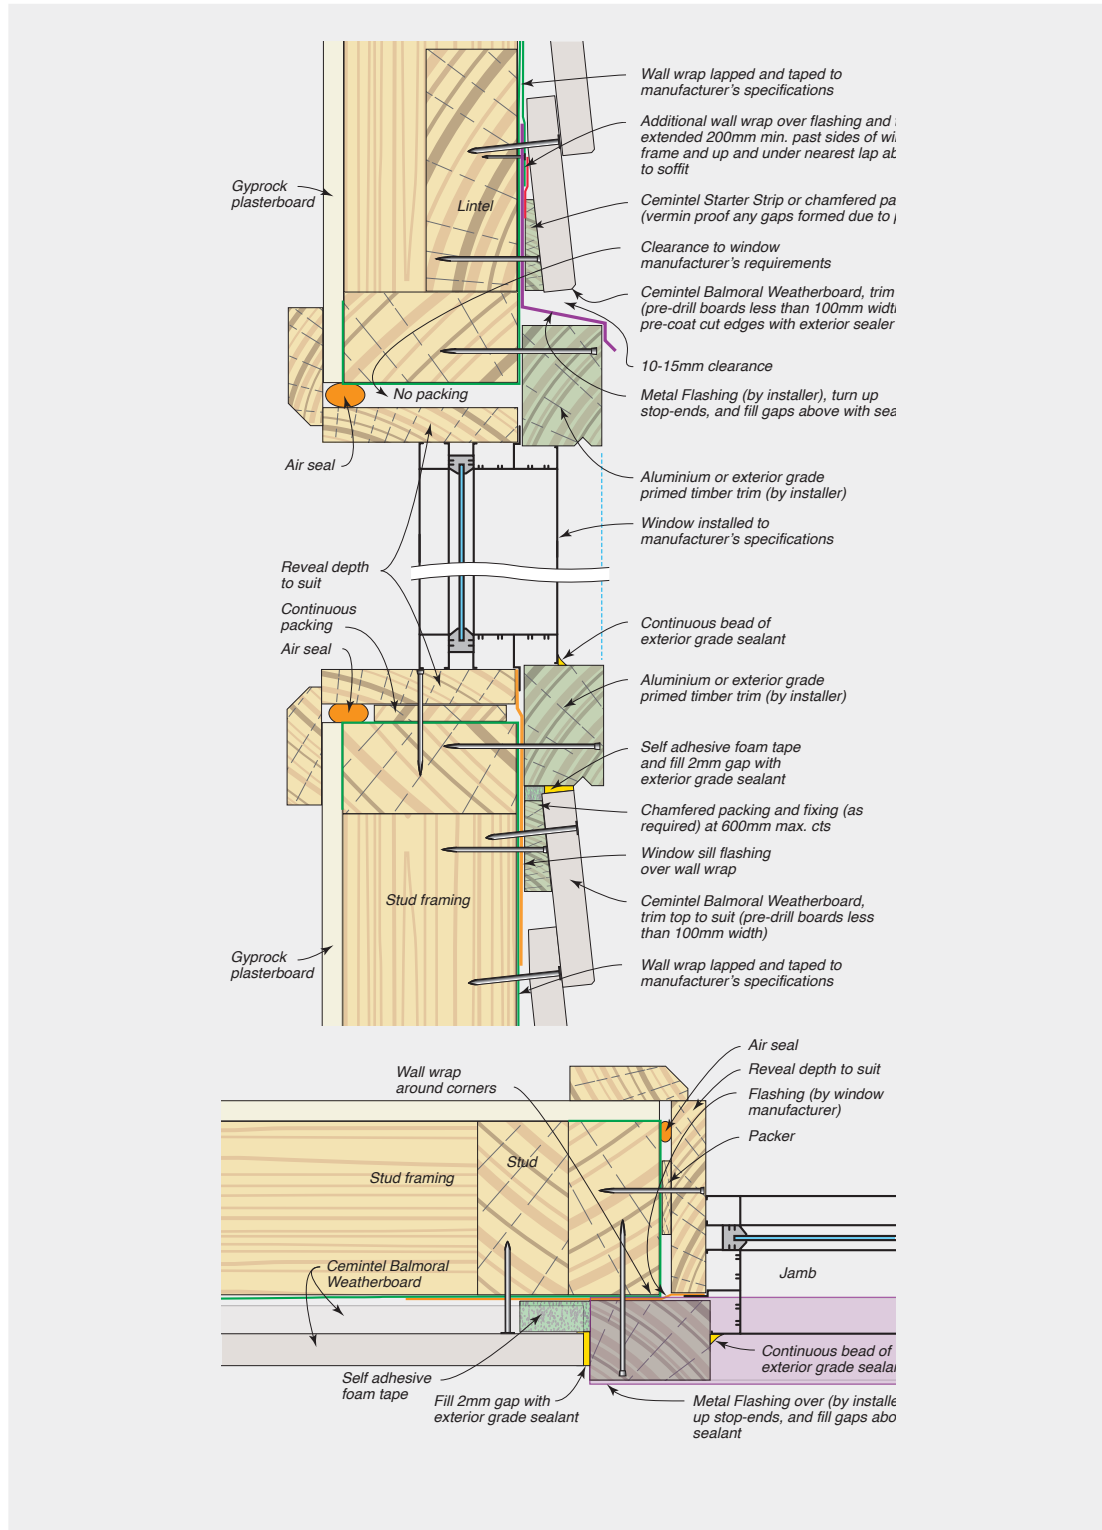 Wall wrap lapped and taped to
manufacturer's specifications
Additional wall wrap over flashing and
extended 200mm min. past sides of
frame and up and under nearest lap
to soffit
Gyprock
plasterboard
Lintel
Cemintel Starter Strip or chamfered
(vermin proof any gaps formed due to
Clearance to window
manufacturer's requirements
Cemintel Balmoral Weatherboard, trim
(pre-drill boards less than 100mm
pre-coat cut edges with exterior sealer
10-15mm clearance
No packing
Metal Flashing (by installer), turn up
stop-ends, and fill gaps above with
Air seal
Aluminium or exterior grade
primed timber trim (by installer)
Window installed to
manufacturer's specifications
Reveal depth
to suit
Continuous
packing
Air seal
Continuous bead of
exterior grade sealant
Aluminium or exterior grade
primed timber trim (by installer)
Self adhesive foam tape
and fill 2mm gap with
exterior grade sealant
Chamfered packing and fixing (as
required) at 600mm max. cts
Window sill flashing
over wall wrap
Stud framing
Cemintel Balmoral Weatherboard,
trim top to suit (pre-drill boards less
than 100mm width)
Gyprock
plasterboard
Wall wrap lapped and taped to
manufacturer's specifications
Air seal
Wall wrap
around corners
Reveal depth to suit
Flashing (by window
manufacturer)
Packer
Stud
Stud framing
Cemintel Balmoral
Weatherboard
Jamb
Continuous bead of
exterior grade
Self adhesive
foam tape
Fill 2mm gap with
exterior grade sealant
Metal Flashing over (by
up stop-ends, and fill gaps
sealant